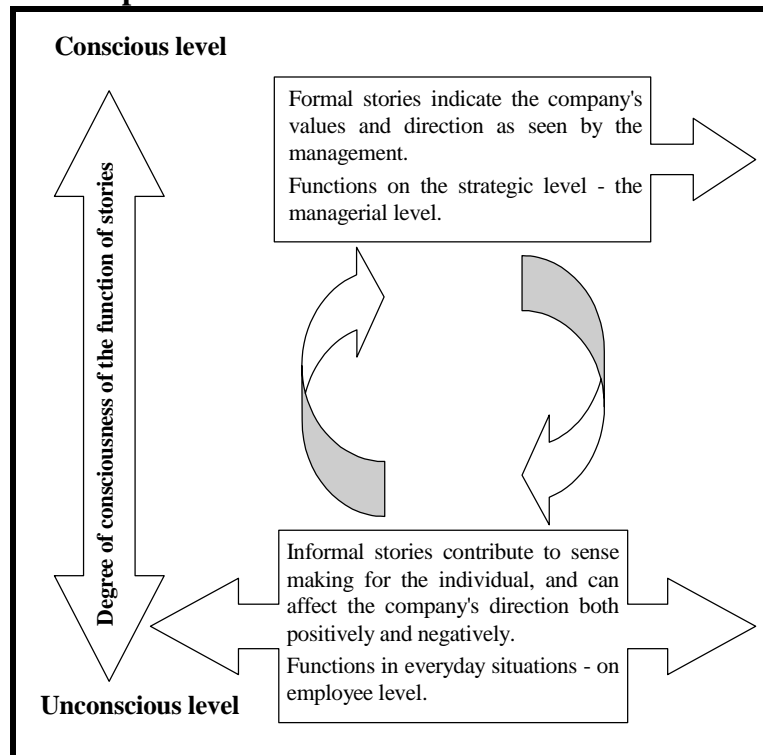 Conscious level
Formal stories indicate the company's
values and direction as seen by the
management.
Functions on the strategic level - the
managerial level.
Degree of consciousness of the function of stories
Informal stories contribute to sense
making for the individual, and can
affect the company's direction both
positively and negatively.
Functions in everyday situations - on
employee level.
Unconscious level